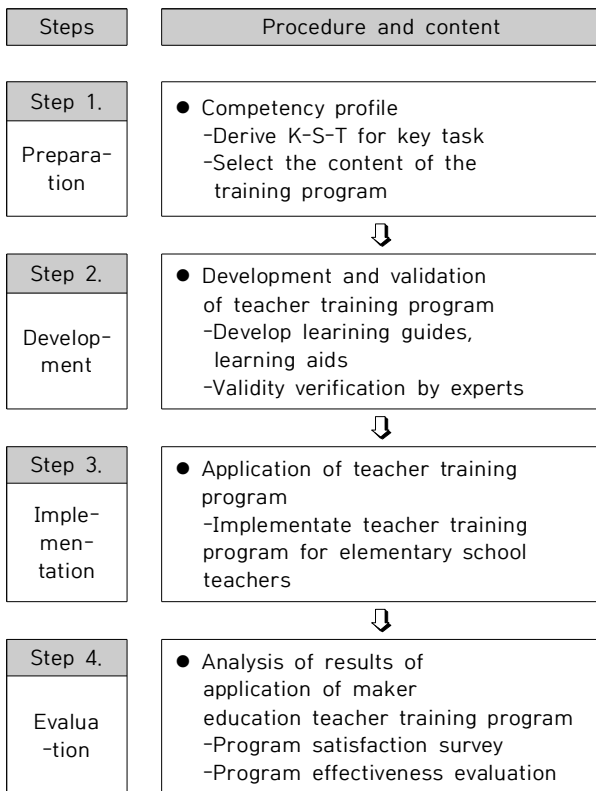 Steps
Procedure and content
Step 1.
Prepara-
tion
● Competency profile
-Derive K-S-T for key task
-Select the content of the
training program
Step 2.
Develop-
ment
● Development and validation
of teacher training program
-Develop learining guides,
learning aids
-Validity verification by experts
Step 3.
Imple-
men-
tation
● Application of teacher training
program
-Implementate teacher training
program for elementary school
teachers
Step 4.
Evalua
-tion
● Analysis of results of
application of maker
education teacher training program
-Program satisfaction survey
-Program effectiveness evaluation